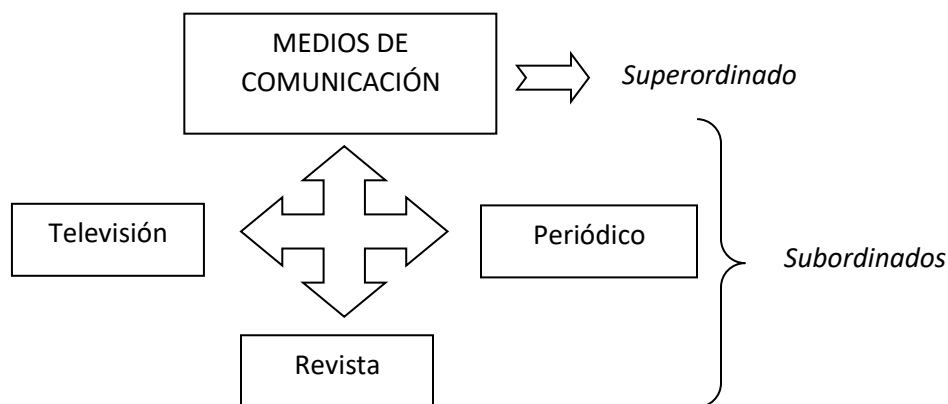 MEDIOS DE
COMUNICACIÓN
Superordinado
Televisión
Periódico
Subordinados
Revista